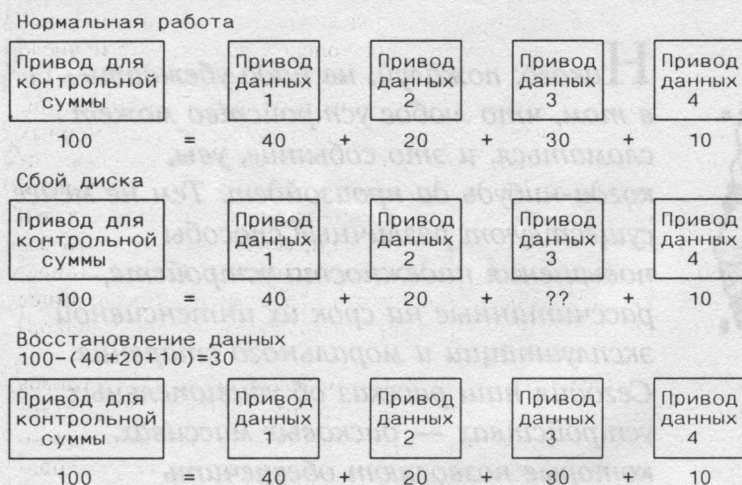 Нормальная работа
Привод для контрольной суммы
Привод данных 1
Привод данных 2
Привод данных 3
Привод данных 4
100 = 40 + 20 + 30 + 10
Сбой диска
Привод для контрольной суммы
Привод данных 1
Привод данных 2
Привод данных 3
Привод данных 4
100 = 40 + 20 + ?? + 10
Восстановление данных
100-(40+20+10)=30
Привод для контрольной суммы
Привод данных 1
Привод данных 2
Привод данных 3
Привод данных 4
100 = 40 + 20 + 30 + 10